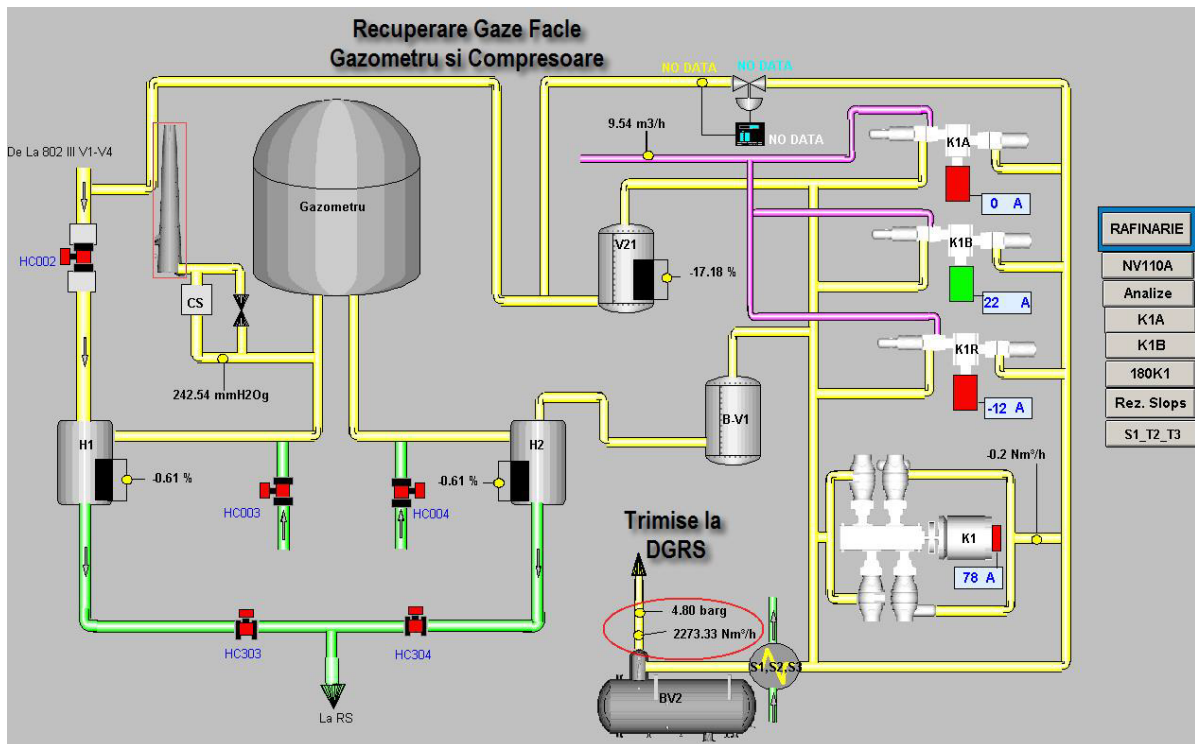 Recuperare Gaze Facle
Gazometru si Compresoare
NO DATA
NO DATA
NO DATA
9.54 m3/h
De La 802 III V1-V4
HC002
CS
Gazometru
242.54 mmH2Og
V21
-17.18 %
K1A
0 A
K1B
22 A
K1R
-12 A
RAFINARIE
NV110A
Analize
K1A
K1B
180K1
Rez. Slops
S1_T2_T3
B-V1
H1
-0.61 %
HC003
HC004
-0.61 %
H2
-0.2 Nm³/h
K1
78 A
Trimise la
DGRS
4.80 barg
2273.33 Nm³/h
S1,S2,S3
BV2
HC303
HC304
La RS